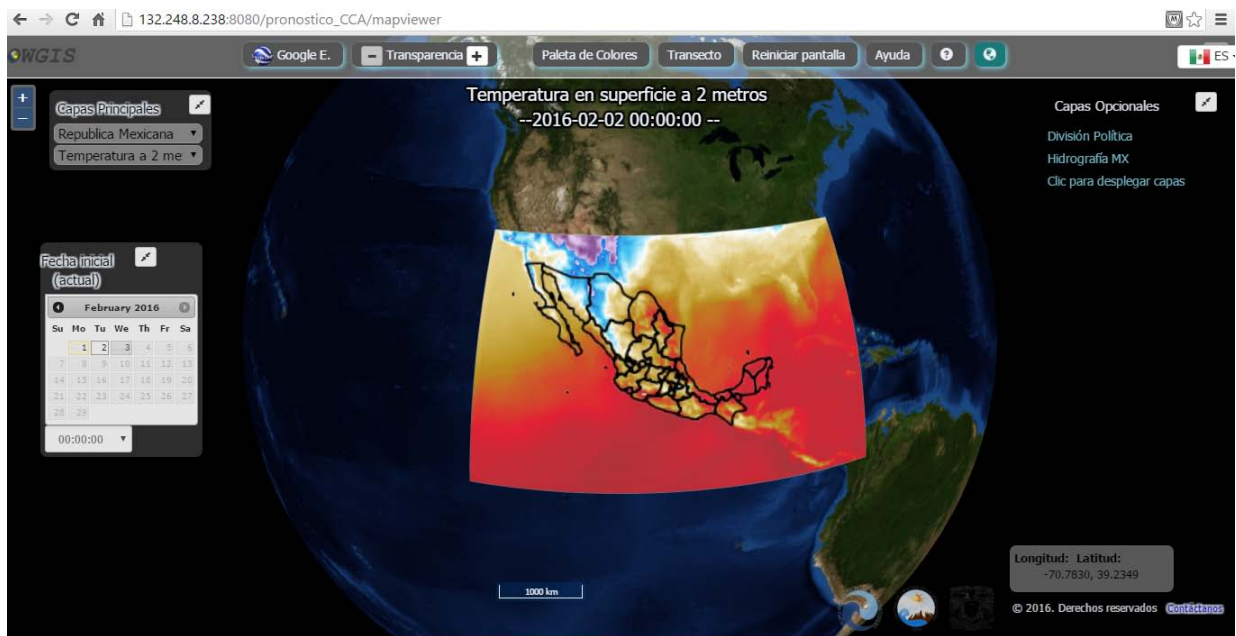 132.248.8.238:8080/pronostico_CCA/mapviewer
OWGIS
Google E.
Transparencia
Paleta de Colores
Transecto
Reiniciar pantalla
Ayuda
?
ES
Capas Principales
Republica Mexicana
Temperatura a 2 me
Temperatura en superficie a 2 metros
--2016-02-02 00:00:00 --
Capas Opcionales
División Política
Hidrografía MX
Clic para desplegar capas
Fecha inicial
(actual)
February 2016
Su Mo Tu We Th Fr Sa
1 2 3 4 5 6
7 8 9 10 11 12 13
14 15 16 17 18 19 20
21 22 23 24 25 26 27
28 29
00:00:00
1000 km
Longitud: Latitud:
-70.7830, 39.2349
© 2016. Derechos reservados Contáctanos